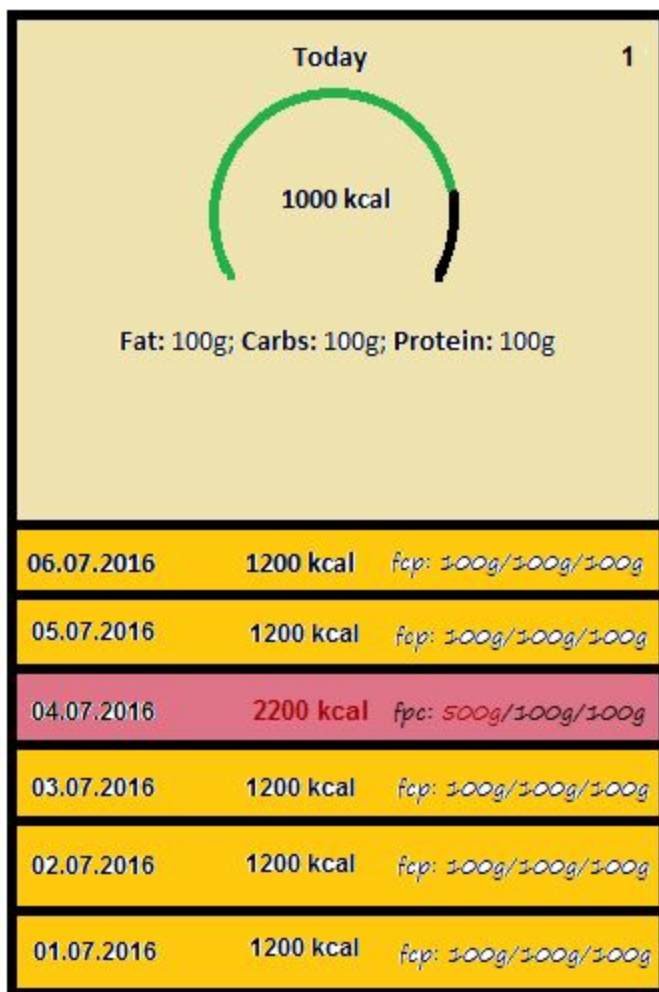 Today 1
1000 kcal
Fat: 100g; Carbs: 100g; Protein: 100g
06.07.2016 1200 kcal fcp: 100g/100g/100g
05.07.2016 1200 kcal fcp: 100g/100g/100g
04.07.2016 2200 kcal fpc: 500g/100g/100g
03.07.2016 1200 kcal fcp: 100g/100g/100g
02.07.2016 1200 kcal fcp: 100g/100g/100g
01.07.2016 1200 kcal fcp: 100g/100g/100g